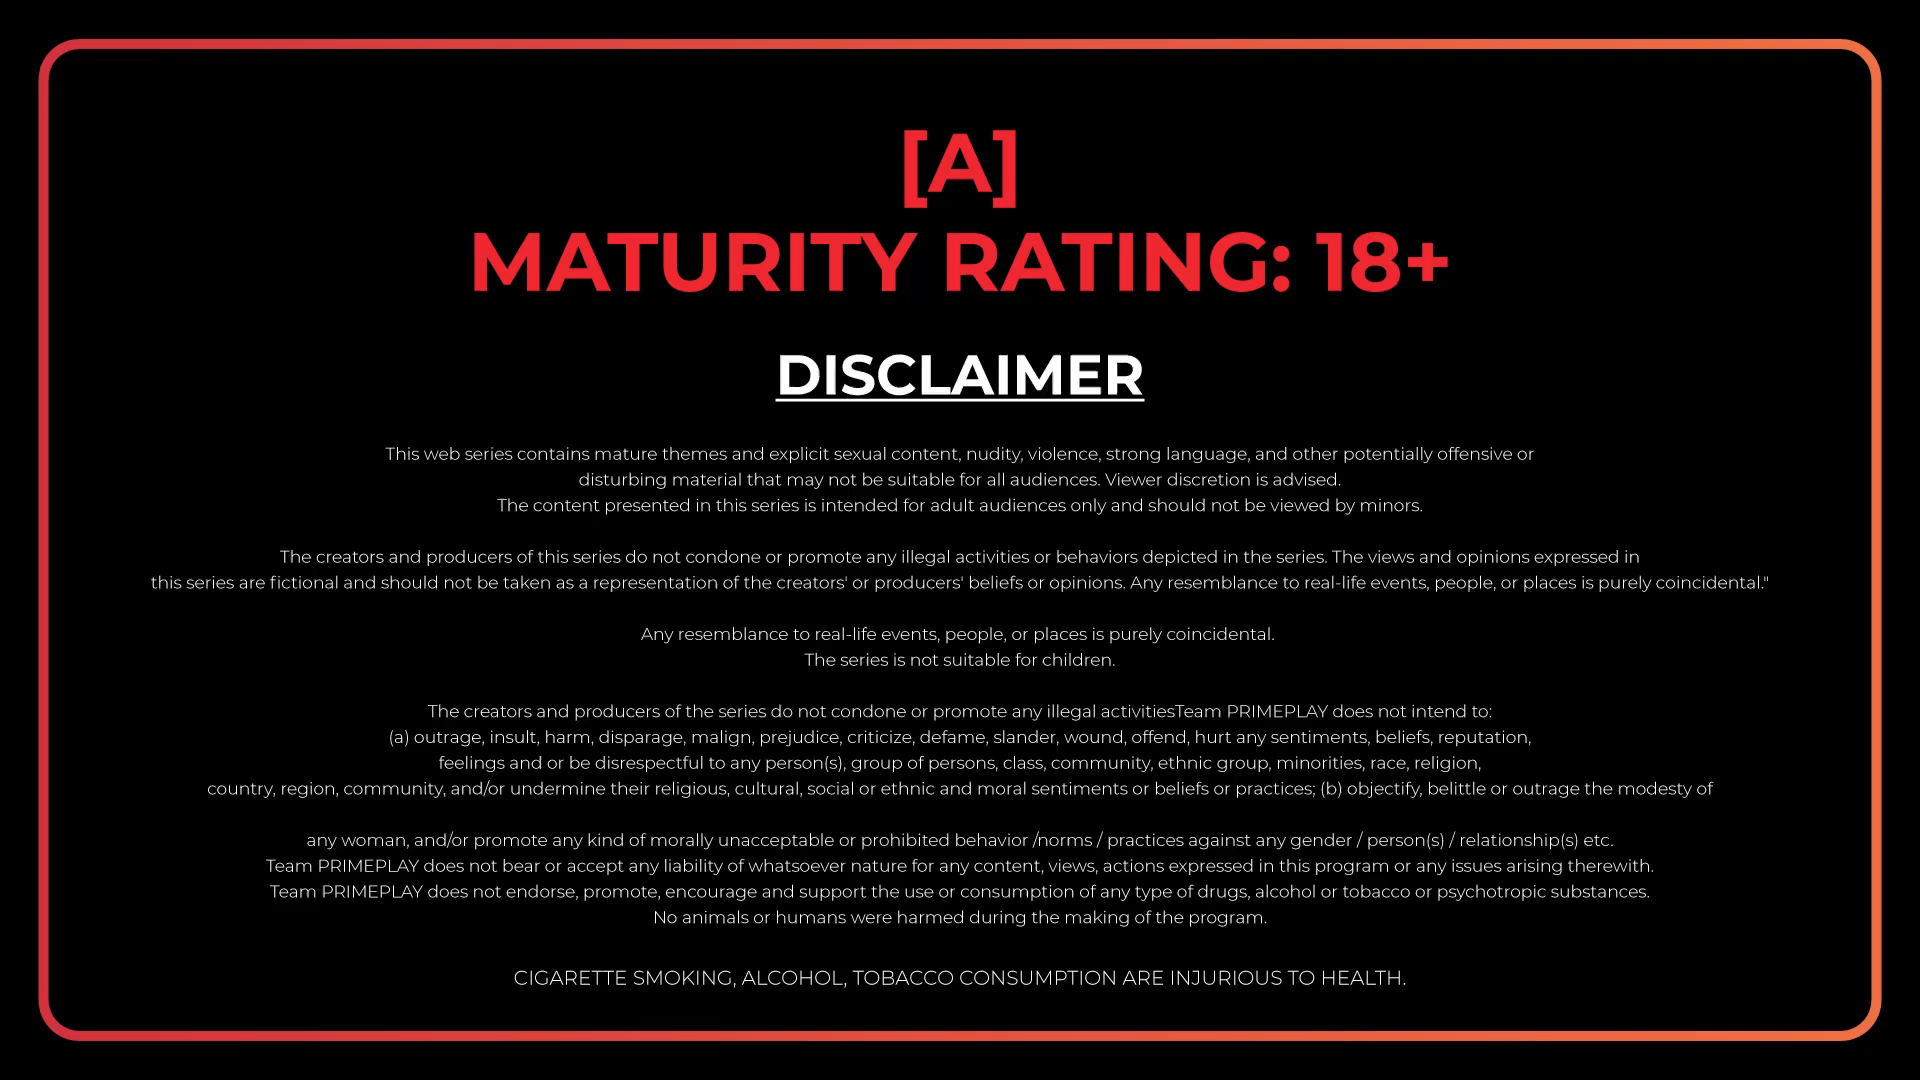 [A]
MATURITY RATING: 18+
DISCLAIMER
This web series contains mature themes and explicit sexual content, nudity, violence, strong language, and other potentially offensive or
disturbing material that may not be suitable for all audiences. Viewer discretion is advised.
The content presented in this series is intended for adult audiences only and should not be viewed by minors.
The creators and producers of this series do not condone or promote any illegal activities or behaviors depicted in the series. The views and opinions expressed in
this series are fictional and should not be taken as a representation of the creators' or producers' beliefs or opinions. Any resemblance to real-life events, people, or places is purely coincidental."
Any resemblance to real-life events, people, or places is purely coincidental.
The series is not suitable for children.
The creators and producers of the series do not condone or promote any illegal activitiesTeam PRIMEPLAY does not intend to:
(a) outrage, insult, harm, disparage, malign, prejudice, criticize, defame, slander, wound, offend, hurt any sentiments, beliefs, reputation,
feelings and or be disrespectful to any person(s), group of persons, class, community, ethnic group, minorities, race, religion,
country, region, community, and/or undermine their religious, cultural, social or ethnic and moral sentiments or beliefs or practices; (b) objectify, belittle or outrage the modesty of
any woman, and/or promote any kind of morally unacceptable or prohibited behavior /norms / practices against any gender / person(s) / relationship(s) etc.
Team PRIMEPLAY does not bear or accept any liability of whatsoever nature for any content, views, actions expressed in this program or any issues arising therewith.
Team PRIMEPLAY does not endorse, promote, encourage and support the use or consumption of any type of drugs, alcohol or tobacco or psychotropic substances.
No animals or humans were harmed during the making of the program.
CIGARETTE SMOKING, ALCOHOL, TOBACCO CONSUMPTION ARE INJURIOUS TO HEALTH.